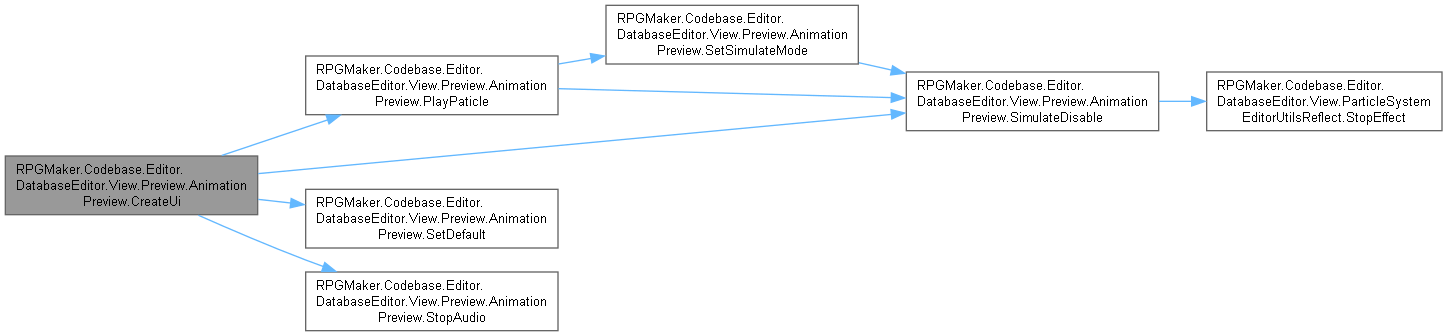 RPGMaker.Codebase.Editor.
DatabaseEditor.View.Preview.Animation
Preview.CreateUi
RPGMaker.Codebase.Editor.
DatabaseEditor.View.Preview.Animation
Preview.PlayPaticle
RPGMaker.Codebase.Editor.
DatabaseEditor.View.Preview.Animation
Preview.SetSimulateMode
RPGMaker.Codebase.Editor.
DatabaseEditor.View.Preview.Animation
Preview.SimulateDisable
RPGMaker.Codebase.Editor.
DatabaseEditor.View.ParticleSystem
EditorUtilsReflect.StopEffect
RPGMaker.Codebase.Editor.
DatabaseEditor.View.Preview.Animation
Preview.SetDefault
RPGMaker.Codebase.Editor.
DatabaseEditor.View.Preview.Animation
Preview.StopAudio